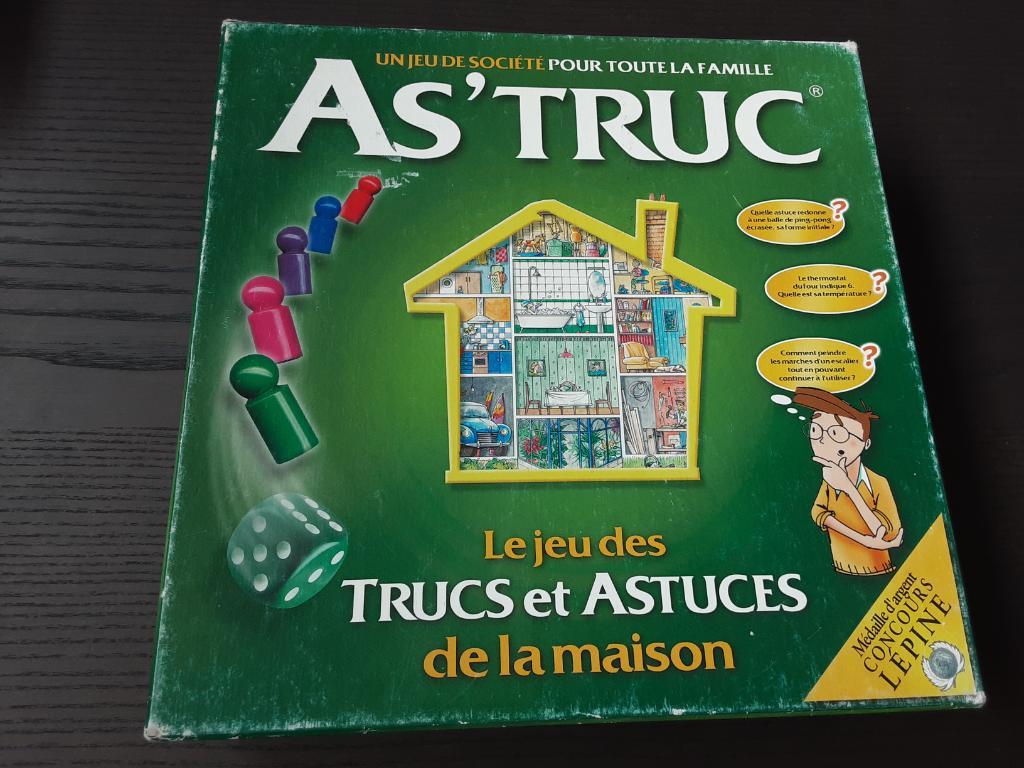 UN JEU DE SOCIÉTÉ POUR TOUTE LA FAMILLE
AS'TRUC®
Quelle astuce redonne
à une balle de ping-pong
écrasée, sa forme initiale ?
?
Le thermostat
du four indique 6.
Quelle est sa température ?
?
Comment peindre
les marches d'un escalier
tout en pouvant
continuer à l'utiliser ?
?
Le jeu des
TRUCS et ASTUCES
de la maison
Médaille d'argent
CONCOURS
LÉPINE